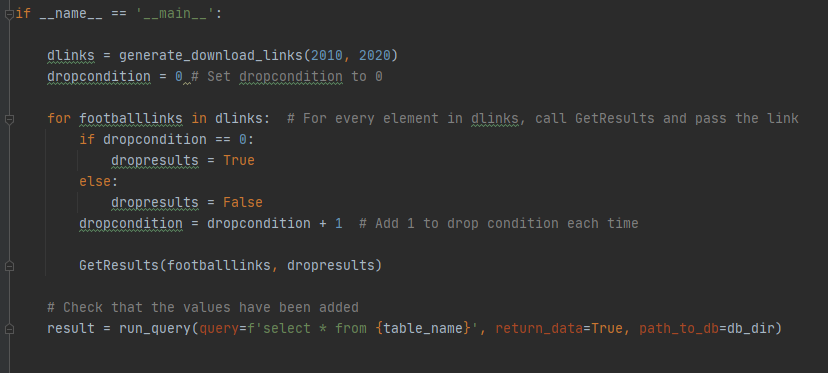 if __name__ == '__main__':
dlinks = generate_download_links(2010, 2020)
dropcondition = 0 # Set dropcondition to 0
for footballlinks in dlinks:  # For every element in dlinks, call GetResults and pass the link
if dropcondition == 0:
dropresults = True
else:
dropresults = False
dropcondition = dropcondition + 1  # Add 1 to drop condition each time
GetResults(footballlinks, dropresults)
# Check that the values have been added
result = run_query(query=f'select * from {table_name}', return_data=True, path_to_db=db_dir)